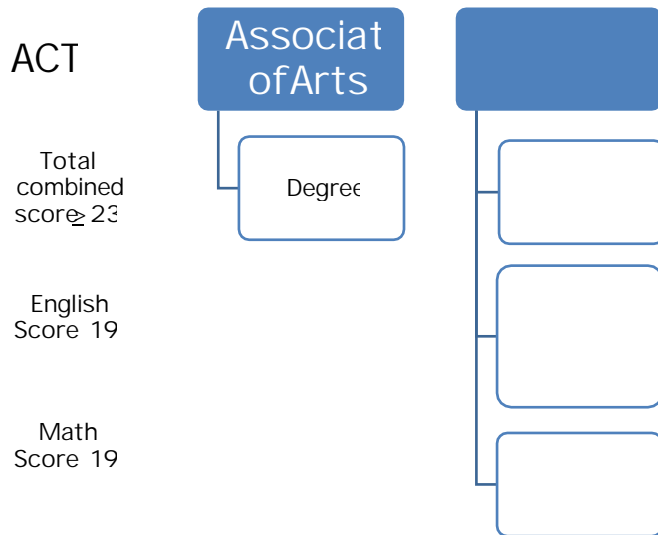 ACT
Associat
ofArts
Total
combined
score≥ 23
Degree
English
Score 19
Math
Score 19